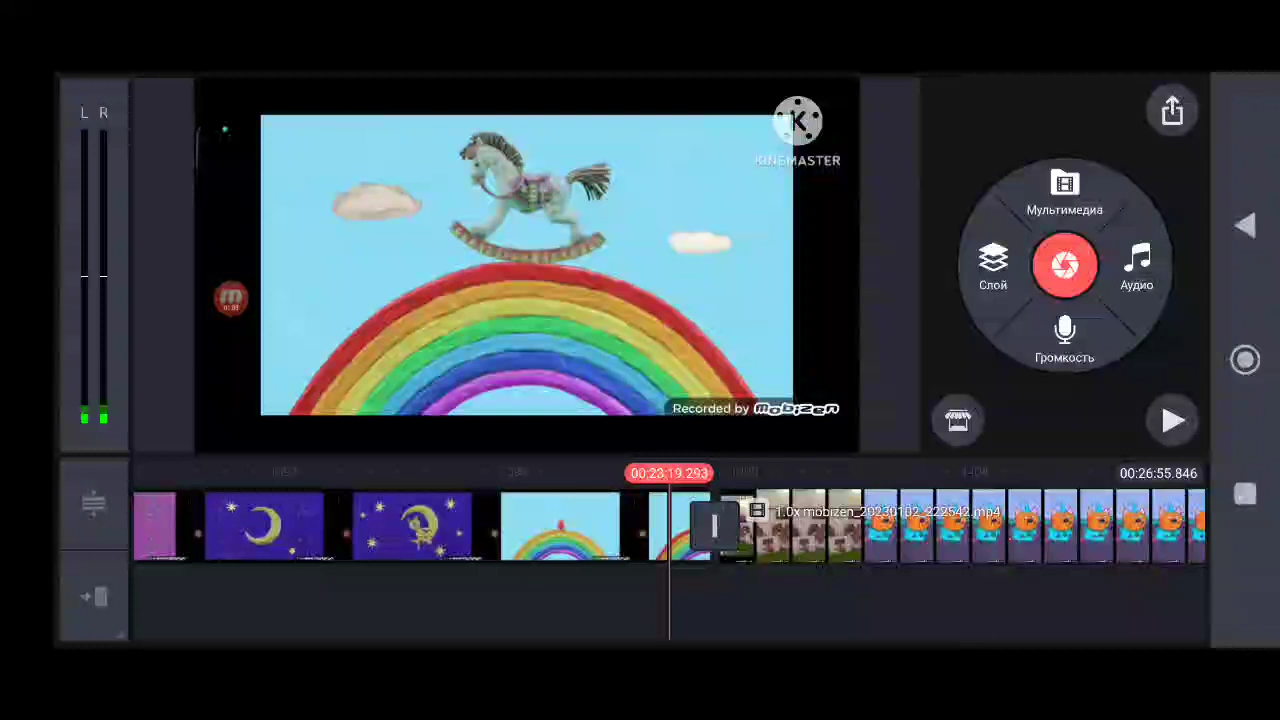 L R
KINEMASTER
Мультимедиа
Слой
Аудио
Громкость
Recorded by mobizen
00:23:19.293
00:26:55.846
1.0x mobizen_20230102_222542.mp4